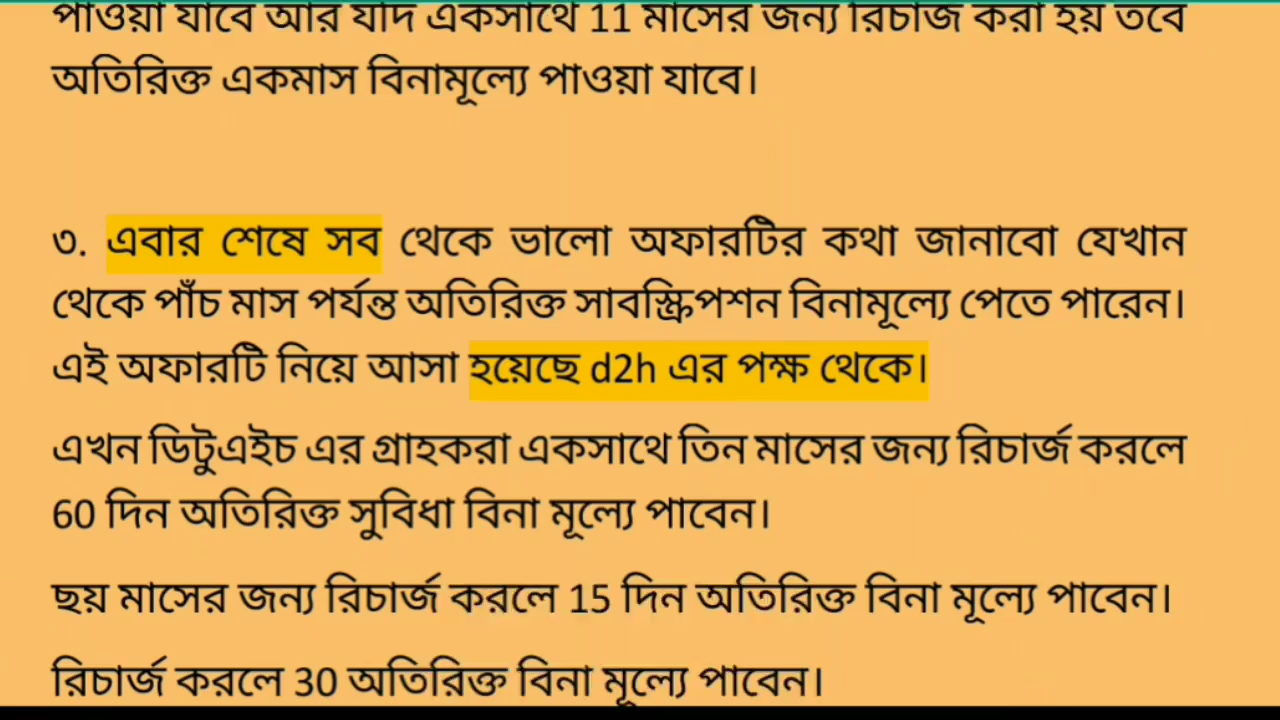 পাওয়া যাবে আর যদি একসাথে 11 মাসের জন্য রিচার্জ করা হয় তবে
অতিরিক্ত একমাস বিনামূল্যে পাওয়া যাবে।
৩. এবার শেষে সব থেকে ভালো অফারটির কথা জানাবো যেখান
থেকে পাঁচ মাস পর্যন্ত অতিরিক্ত সাবস্ক্রিপশন বিনামূল্যে পেতে পারেন।
এই অফারটি নিয়ে আসা হয়েছে d2h এর পক্ষ থেকে।
এখন ডিটুএইচ এর গ্রাহকরা একসাথে তিন মাসের জন্য রিচার্জ করলে
60 দিন অতিরিক্ত সুবিধা বিনা মূল্যে পাবেন।
ছয় মাসের জন্য রিচার্জ করলে 15 দিন অতিরিক্ত বিনা মূল্যে পাবেন।
রিচার্জ করলে 30 অতিরিক্ত বিনা মূল্যে পাবেন।